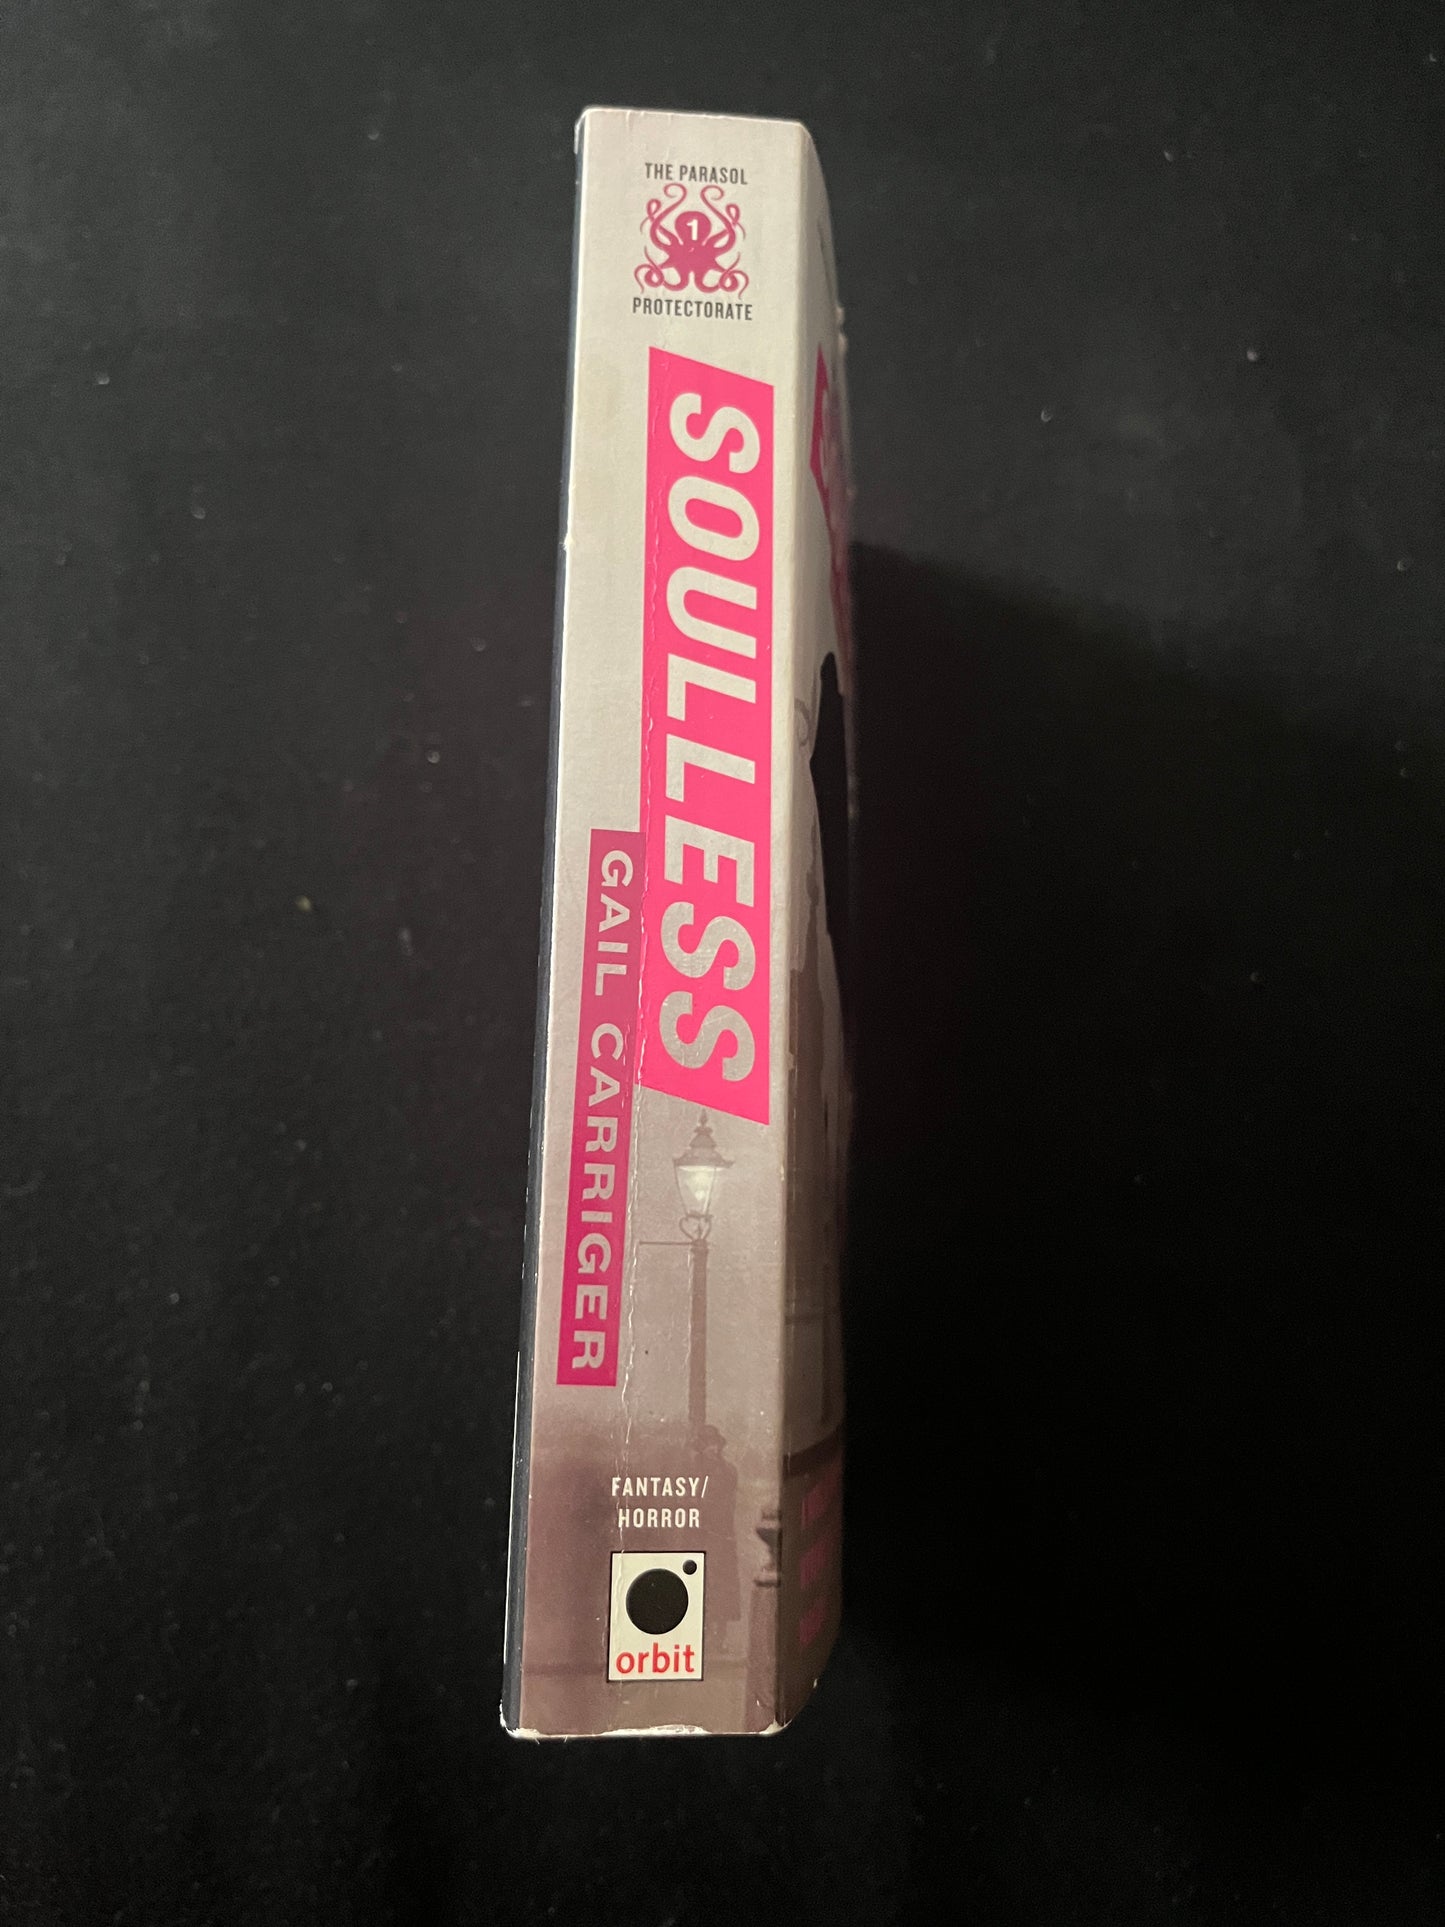 THE PARASOL
1
PROTECTORATE
SOULLESS
GAIL CARRIGER
FANTASY/
HORROR
orbit